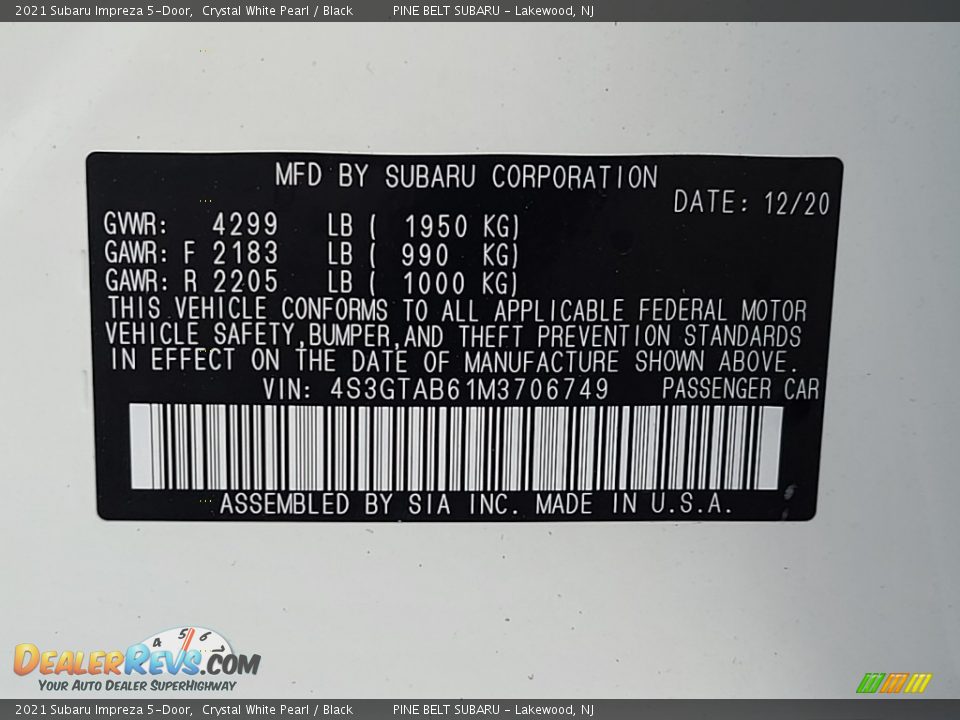 2021 Subaru Impreza 5-Door, Crystal White Pearl / Black PINE BELT SUBARU - Lakewood, NJ
MFD BY SUBARU CORPORATION
DATE: 12/20
GVWR: 4299 LB ( 1950 KG)
GAWR: F 2183 LB ( 990 KG)
GAWR: R 2205 LB ( 1000 KG)
THIS VEHICLE CONFORMS TO ALL APPLICABLE FEDERAL MOTOR
VEHICLE SAFETY,BUMPER,AND THEFT PREVENTION STANDARDS
IN EFFECT ON THE DATE OF MANUFACTURE SHOWN ABOVE.
VIN: 4S3GTAB61M3706749 PASSENGER CAR
ASSEMBLED BY SIA INC. MADE IN U.S.A.
4 5 6 7
DealerRevs.com
Your Auto Dealer SuperHighway
2021 Subaru Impreza 5-Door, Crystal White Pearl / Black PINE BELT SUBARU - Lakewood, NJ